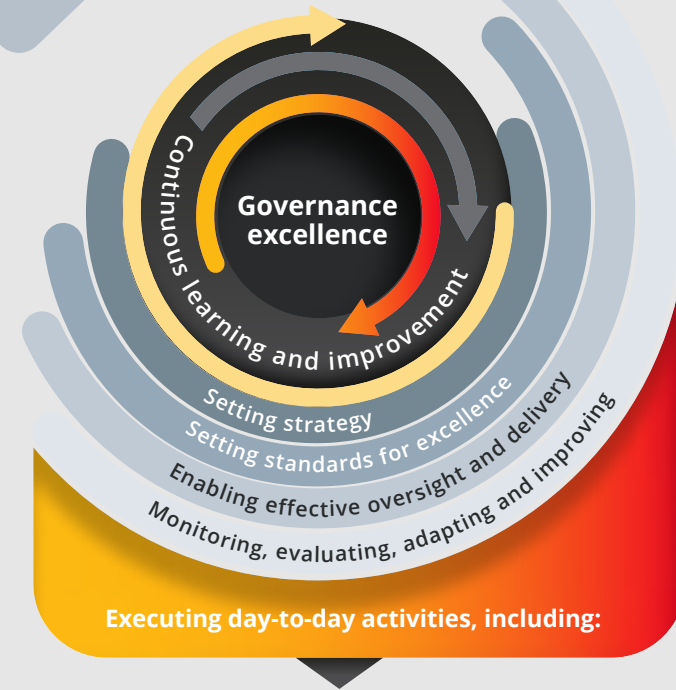 Governance
excellence
Continuous learning and improvement
Setting strategy
Setting standards for excellence
Enabling effective oversight and delivery
Monitoring, evaluating, adapting and improving
Executing day-to-day activities, including: